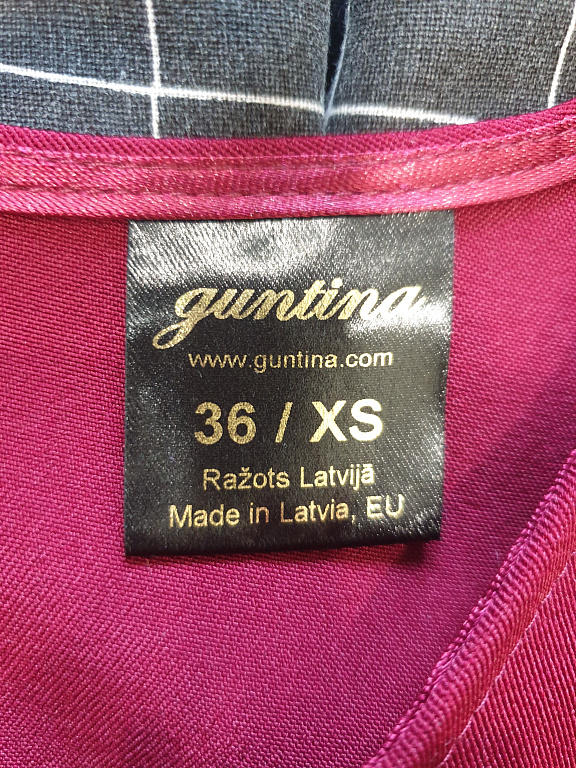 guntina
www.guntina.com
36 / XS
Ražots Latvijā
Made in Latvia, EU